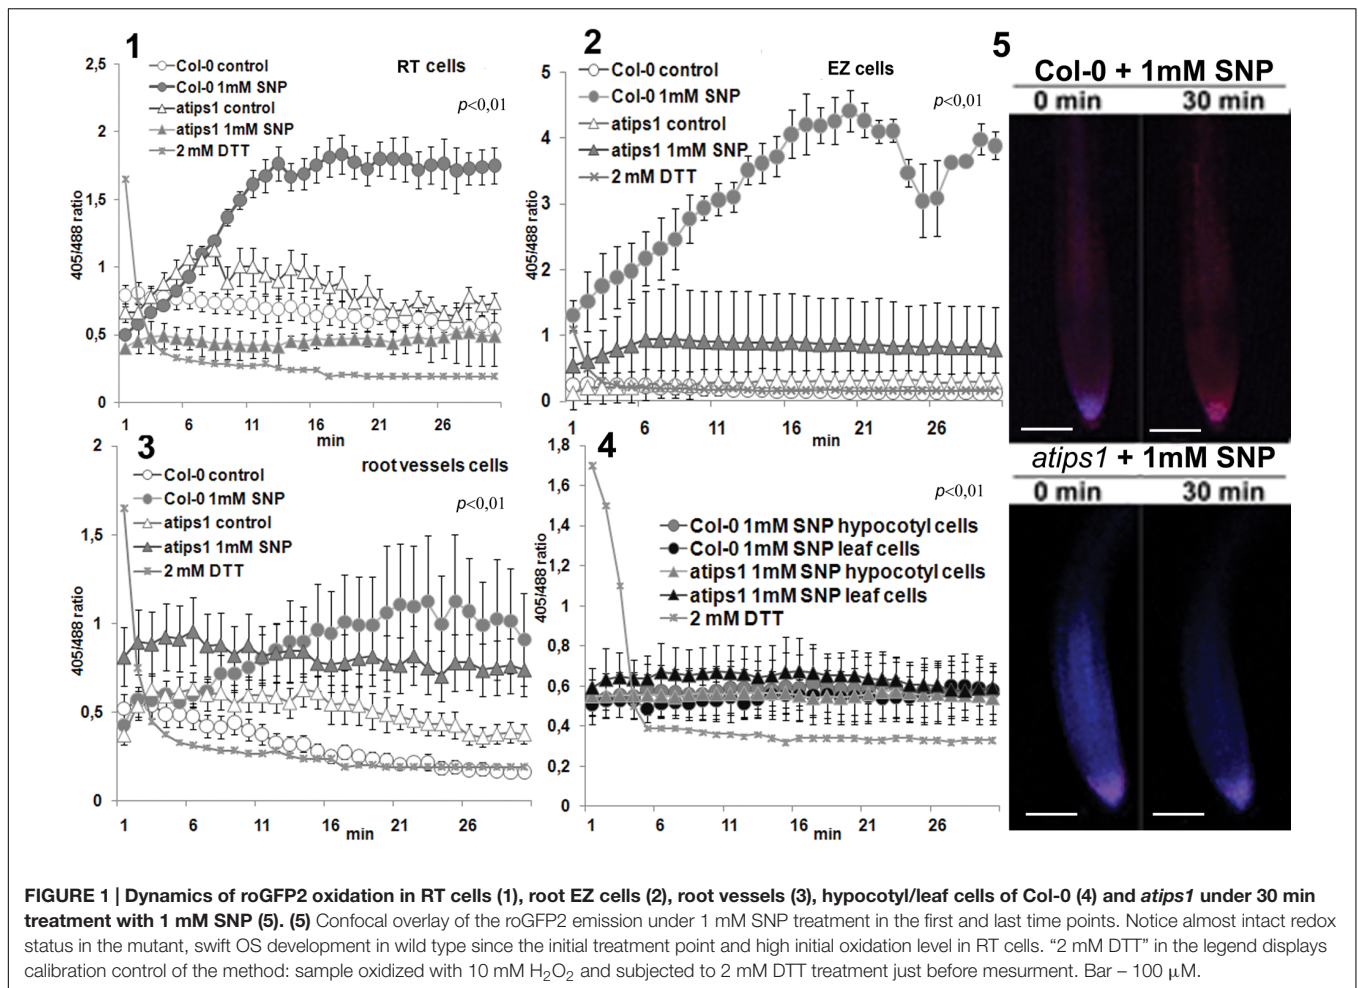 1
RT cells
p<0,01
Col-0 control
Col-0 1mM SNP
atips1 control
atips1 1mM SNP
2 mM DTT
405/488 ratio
2,5
2
1,5
1
0,5
0
1 6 11 16 21 26
min
2
EZ cells
p<0,01
Col-0 control
Col-0 1mM SNP
atips1 control
atips1 1mM SNP
2 mM DTT
405/488 ratio
5
4
3
2
1
0
1 6 11 16 21 26
min
3
root vessels cells
p<0,01
Col-0 control
Col-0 1mM SNP
atips1 control
atips1 1mM SNP
2 mM DTT
405/488 ratio
2
1,5
1
0,5
0
1 6 11 16 21 26
min
4
p<0,01
Col-0 1mM SNP hypocotyl cells
Col-0 1mM SNP leaf cells
atips1 1mM SNP hypocotyl cells
atips1 1mM SNP leaf cells
2 mM DTT
405/488 ratio
1,8
1,6
1,4
1,2
1
0,8
0,6
0,4
0,2
0
1 6 11 16 21 26
min
5
Col-0 + 1mM SNP
0 min 30 min
atips1 + 1mM SNP
0 min 30 min
FIGURE 1 | Dynamics of roGFP2 oxidation in RT cells (1), root EZ cells (2), root vessels (3), hypocotyl/leaf cells of Col-0 (4) and atips1 under 30 min
treatment with 1 mM SNP (5). (5) Confocal overlay of the roGFP2 emission under 1 mM SNP treatment in the first and last time points. Notice almost intact redox
status in the mutant, swift OS development in wild type since the initial treatment point and high initial oxidation level in RT cells. “2 mM DTT” in the legend displays
calibration control of the method: sample oxidized with 10 mM H₂O₂ and subjected to 2 mM DTT treatment just before mesurment. Bar – 100 μM.